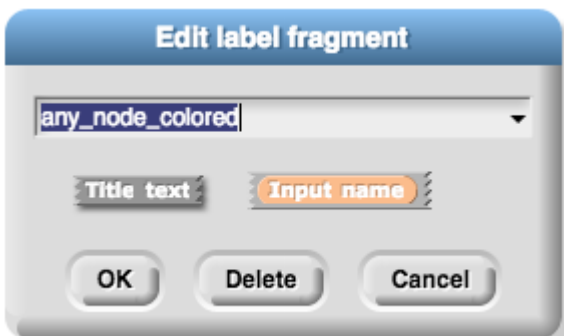 Edit label fragment
any_node_colored
Title text Input name
OK Delete Cancel